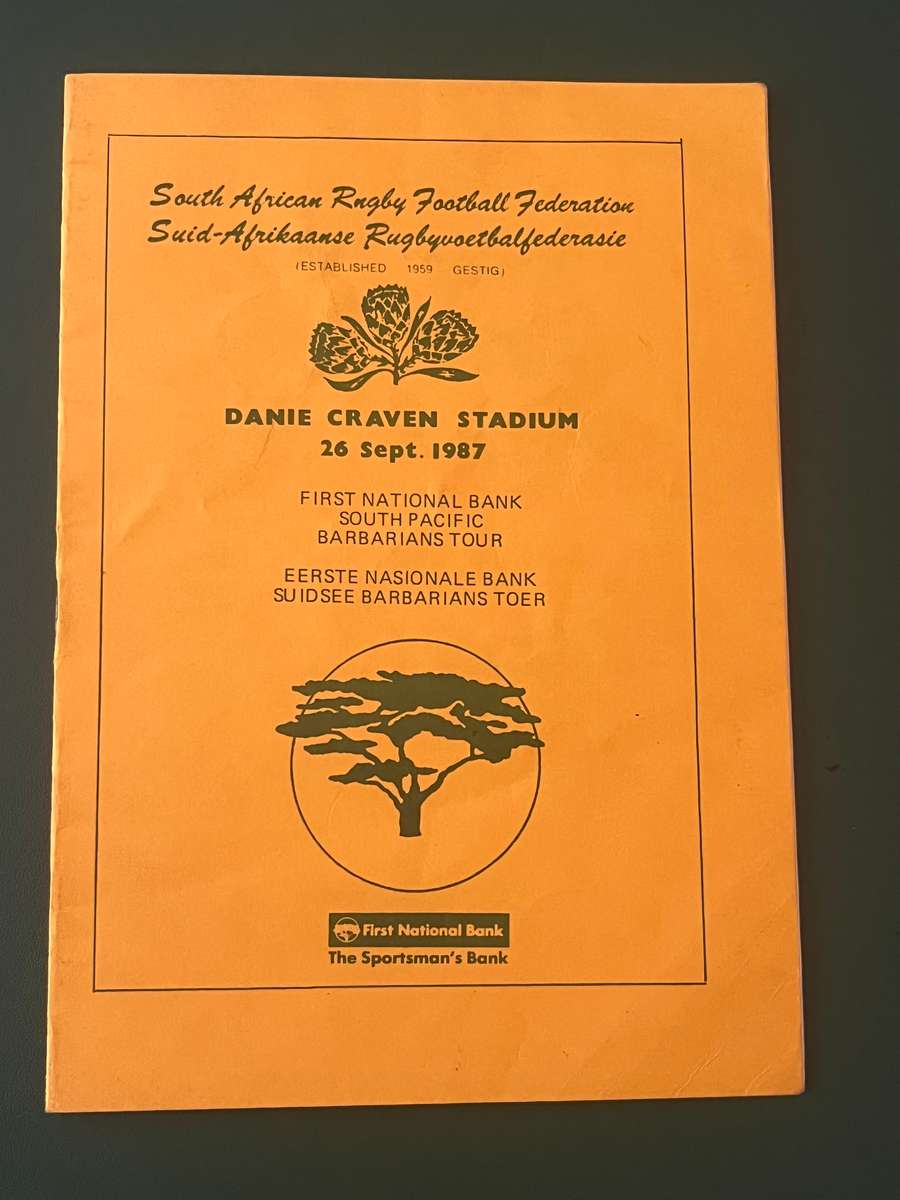 South African Rngby Football Federation
Suid-Afrikaanse Rugbyvoetbalfederasie
(ESTABLISHED 1959 GESTIG)
DANIE CRAVEN STADIUM
26 Sept. 1987
FIRST NATIONAL BANK
SOUTH PACIFIC
BARBARIANS TOUR
EERSTE NASIONALE BANK
SUIDSEE BARBARIANS TOER
First National Bank
The Sportsman's Bank